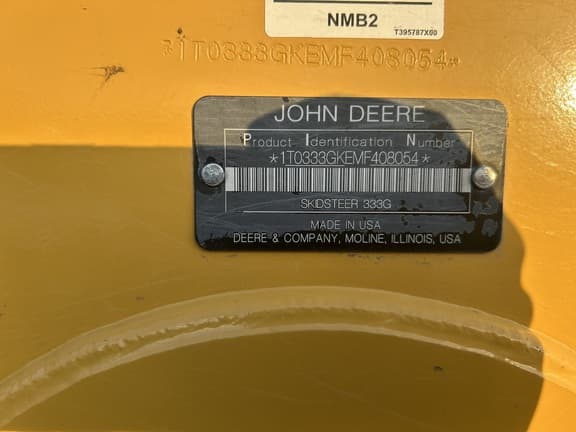 NMB2
T395787X00
*1T0333GKEMF408054*
JOHN DEERE
Product Identification Number
*1T0333GKEMF408054*
SKIDSTEER 333G
MADE IN USA
DEERE & COMPANY, MOLINE, ILLINOIS, USA